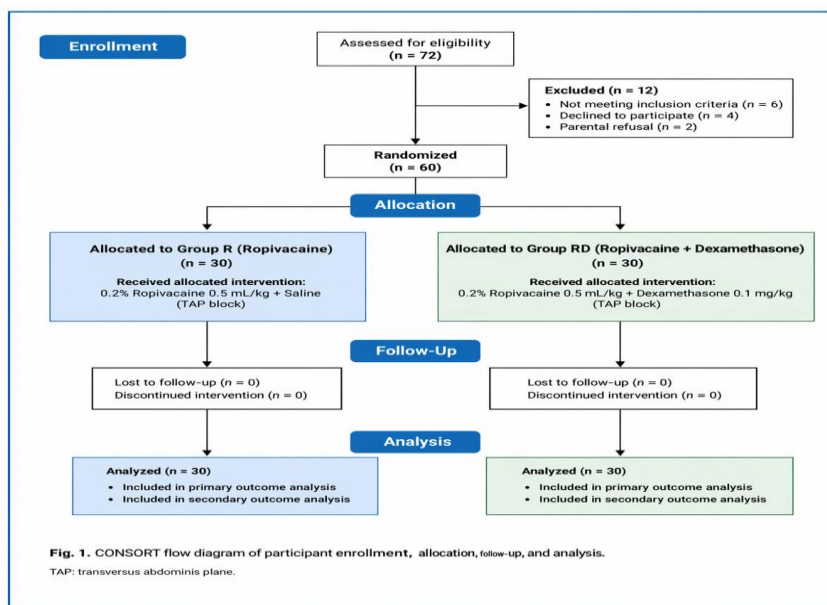 Enrollment
Assessed for eligibility
(n = 72)
Excluded (n = 12)
• Not meeting inclusion criteria (n = 6)
• Declined to participate (n = 4)
• Parental refusal (n = 2)
Randomized
(n = 60)
Allocation
Allocated to Group R (Ropivacaine)
(n = 30)
Received allocated intervention:
0.2% Ropivacaine 0.5 mL/kg + Saline
(TAP block)
Allocated to Group RD (Ropivacaine + Dexamethasone)
(n = 30)
Received allocated intervention:
0.2% Ropivacaine 0.5 mL/kg + Dexamethasone 0.1 mg/kg
(TAP block)
Follow-Up
Lost to follow-up (n = 0)
Discontinued intervention (n = 0)
Lost to follow-up (n = 0)
Discontinued intervention (n = 0)
Analysis
Analyzed (n = 30)
• Included in primary outcome analysis
• Included in secondary outcome analysis
Analyzed (n = 30)
• Included in primary outcome analysis
• Included in secondary outcome analysis
Fig. 1. CONSORT flow diagram of participant enrollment, allocation, follow-up, and analysis.
TAP: transversus abdominis plane.